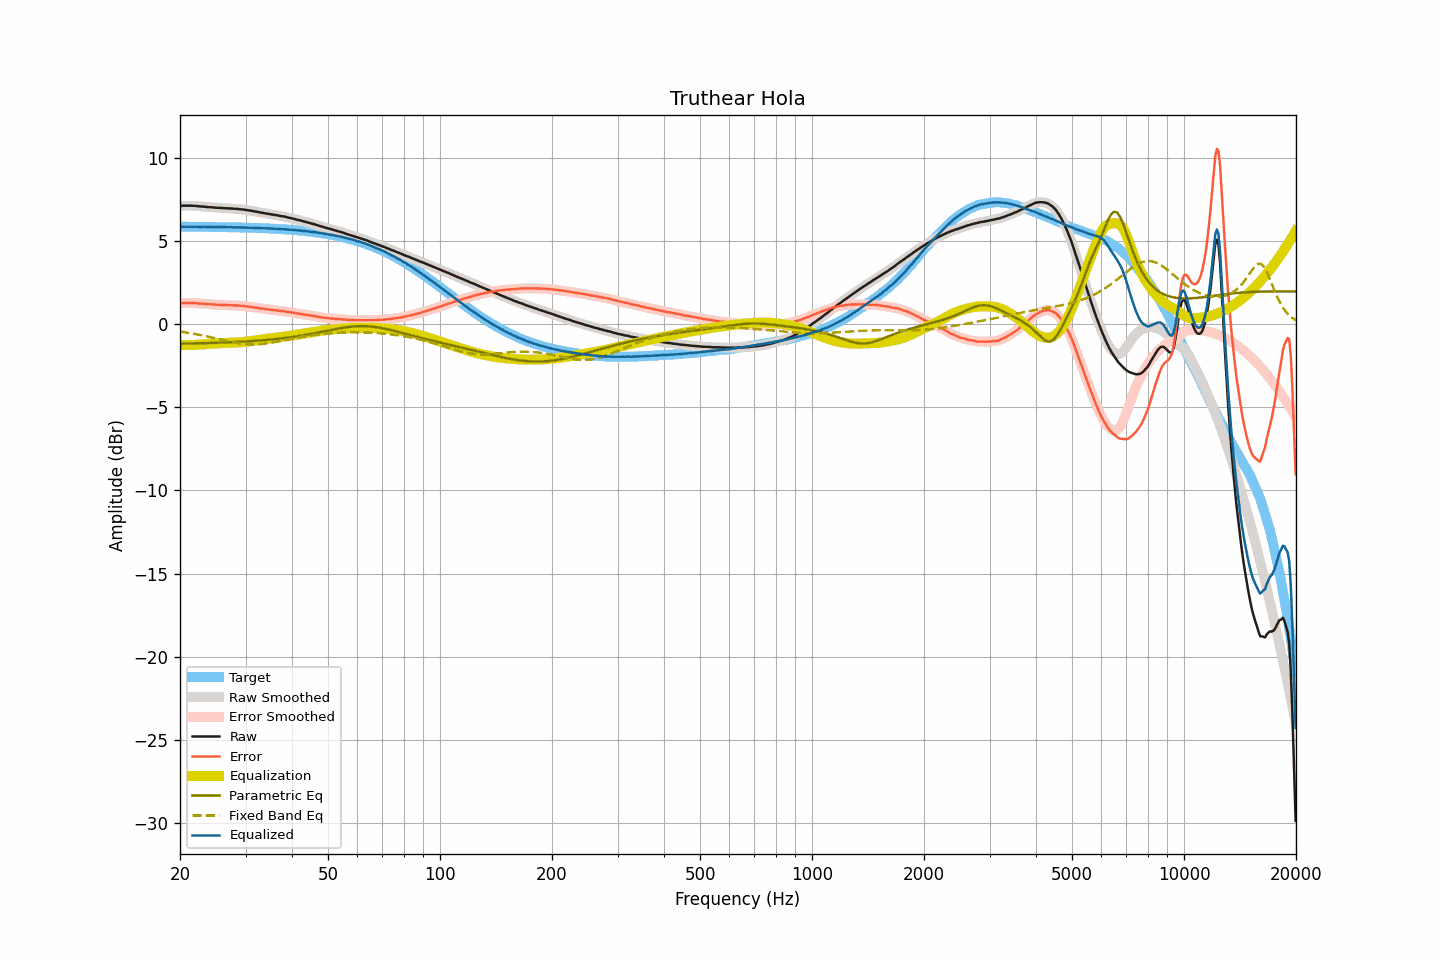 Truthear Hola
10
5
0
−5
−10
−15
−20
−25
−30
Amplitude (dBr)
Target
Raw Smoothed
Error Smoothed
Raw
Error
Equalization
Parametric Eq
Fixed Band Eq
Equalized
20 50 100 200 500 1000 2000 5000 10000 20000
Frequency (Hz)